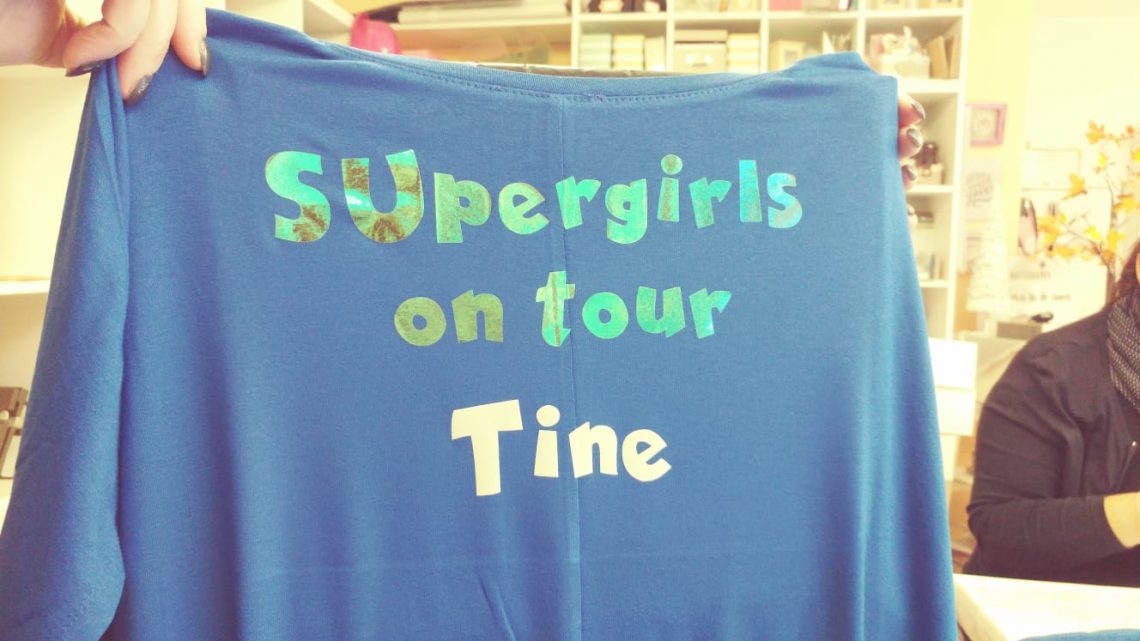 SUpergirls
on tour
Tine